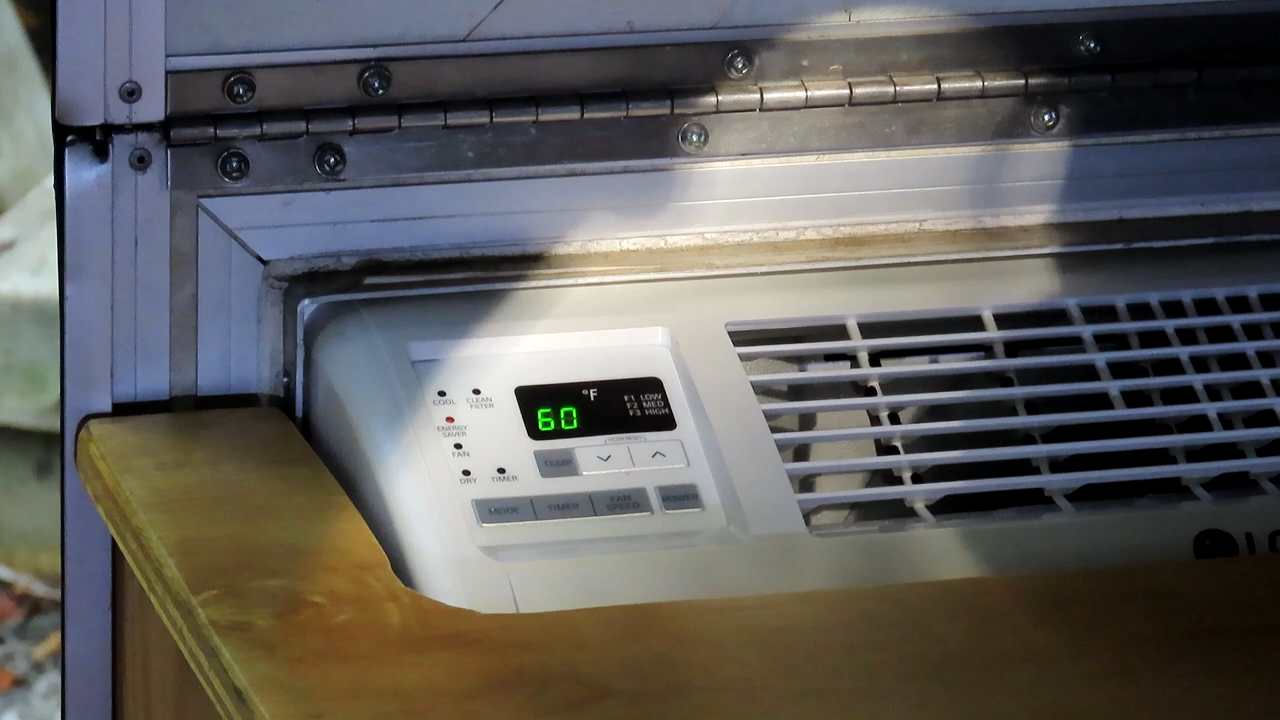 COOL
CLEAN
FILTER
ENERGY
SAVER
FAN
DRY
TIMER
°F
60
F1 LOW
F2 MED
F3 HIGH
TEMP
MODE
TIMER
FAN
SPEED
POWER